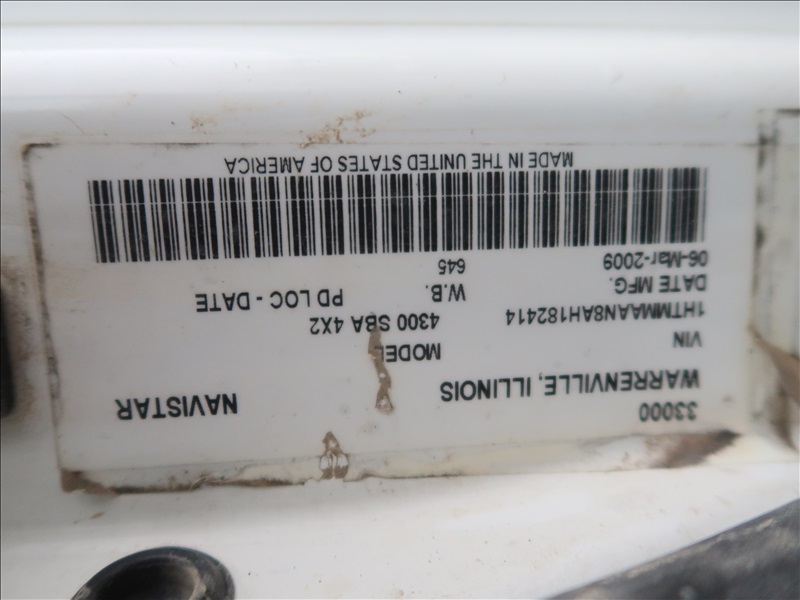 33000
WARRENVILLE, ILLINOIS NAVISTAR
VIN MODEL
1HTMMAAN8AH182414 4300 SBA 4X2
DATE MFG. W.B. PD LOC - DATE
06-Mar-2009 645
MADE IN THE UNITED STATES OF AMERICA